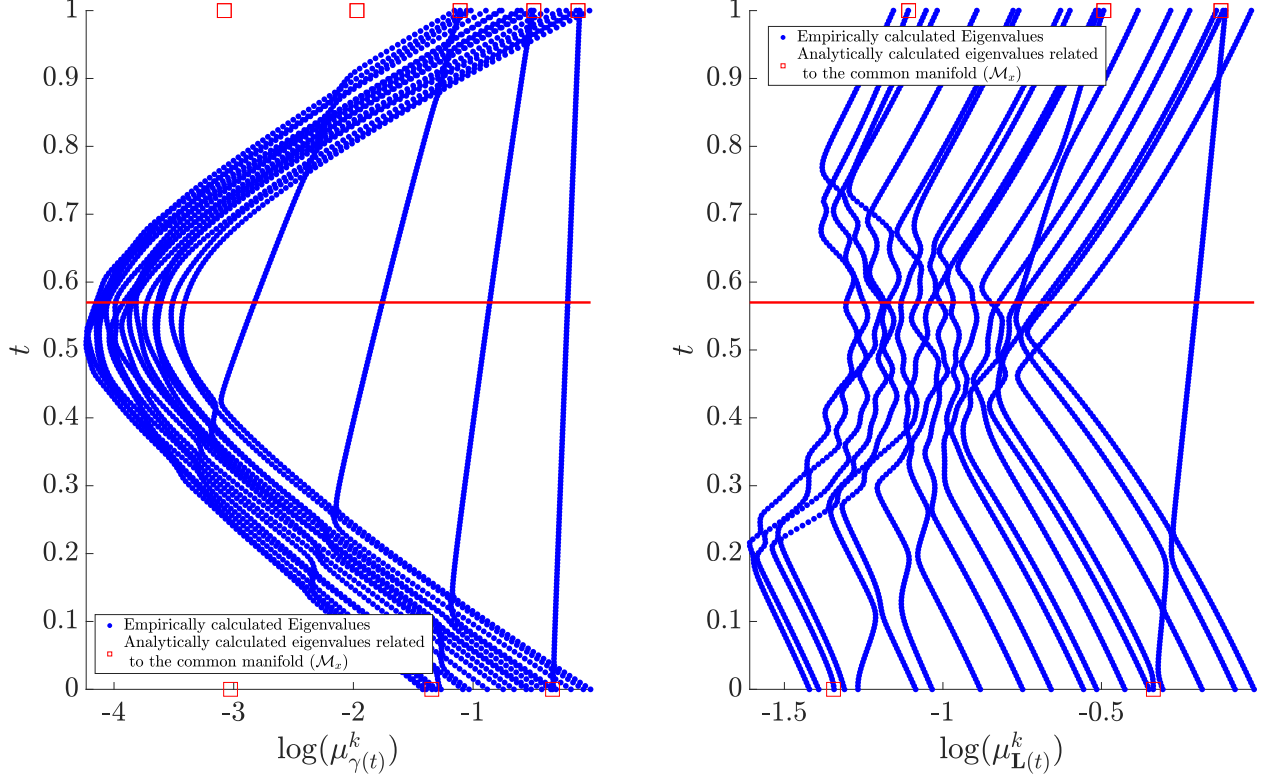 1
0.9
0.8
0.7
0.6
0.5
0.4
0.3
0.2
0.1
0
t
-4
-3
-2
-1
log(μ^k_γ(t))
Empirically calculated Eigenvalues
Analytically calculated eigenvalues related
to the common manifold (ℳ_x)
1
0.9
0.8
0.7
0.6
0.5
0.4
0.3
0.2
0.1
0
t
-1.5
-1
-0.5
log(μ^k_L(t))
Empirically calculated Eigenvalues
Analytically calculated eigenvalues related
to the common manifold (ℳ_x)